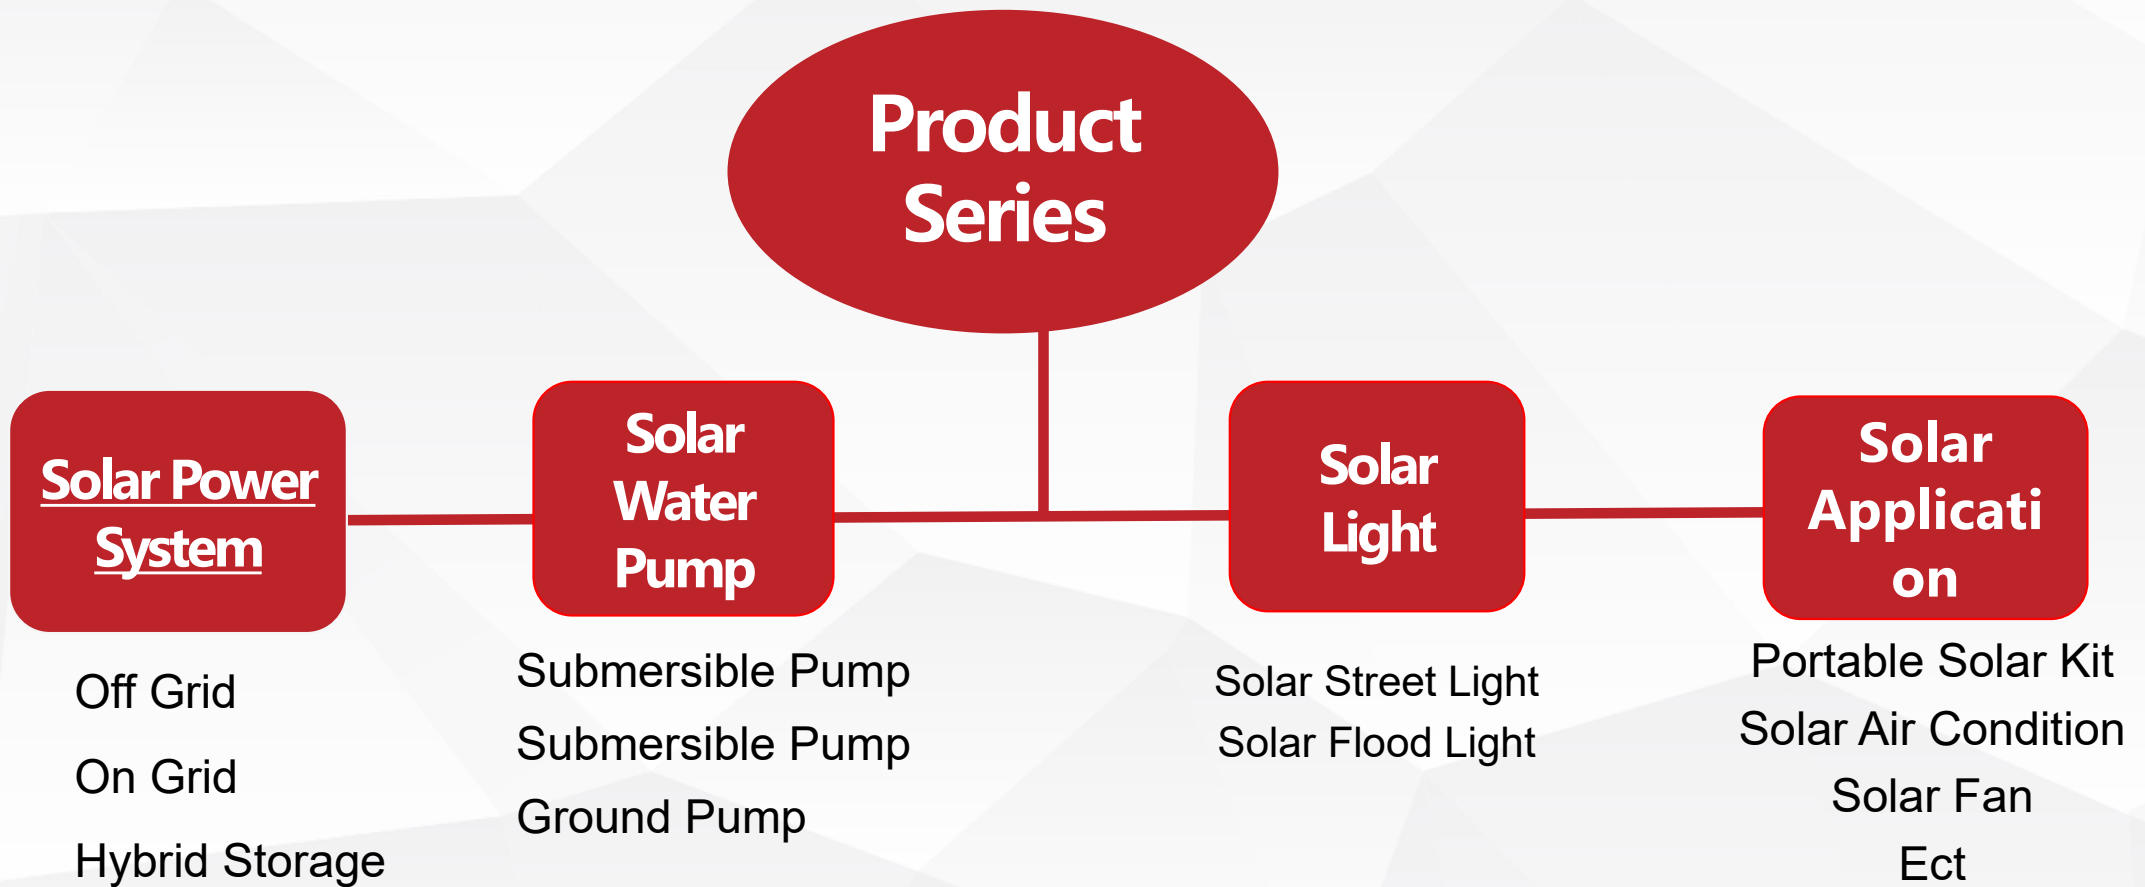 Product
Series
Solar Power
System
Off Grid
On Grid
Hybrid Storage
Solar
Water
Pump
Submersible Pump
Submersible Pump
Ground Pump
Solar
Light
Solar Street Light
Solar Flood Light
Solar
Applicati
on
Portable Solar Kit
Solar Air Condition
Solar Fan
Ect